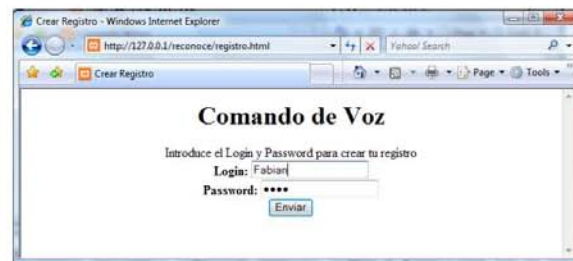 Crear Registro - Windows Internet Explorer
http://127.0.0.1/reconoce/registro.html
Yahoo! Search
Crear Registro
Page
Tools
Comando de Voz
Introduce el Login y Password para crear tu registro
Login: Fabian
Password: ••••
Enviar